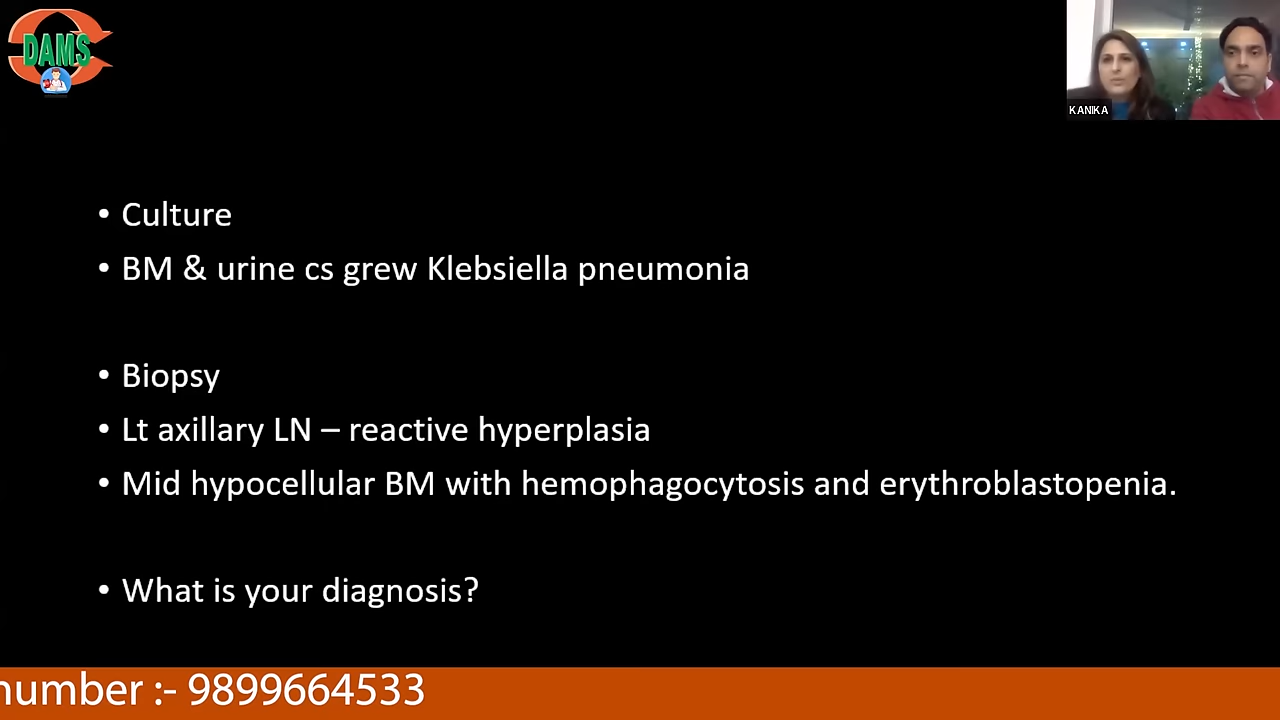 DAMS
KANIKA
• Culture
• BM & urine cs grew Klebsiella pneumonia
• Biopsy
• Lt axillary LN – reactive hyperplasia
• Mid hypocellular BM with hemophagocytosis and erythroblastopenia.
• What is your diagnosis?
number :- 9899664533